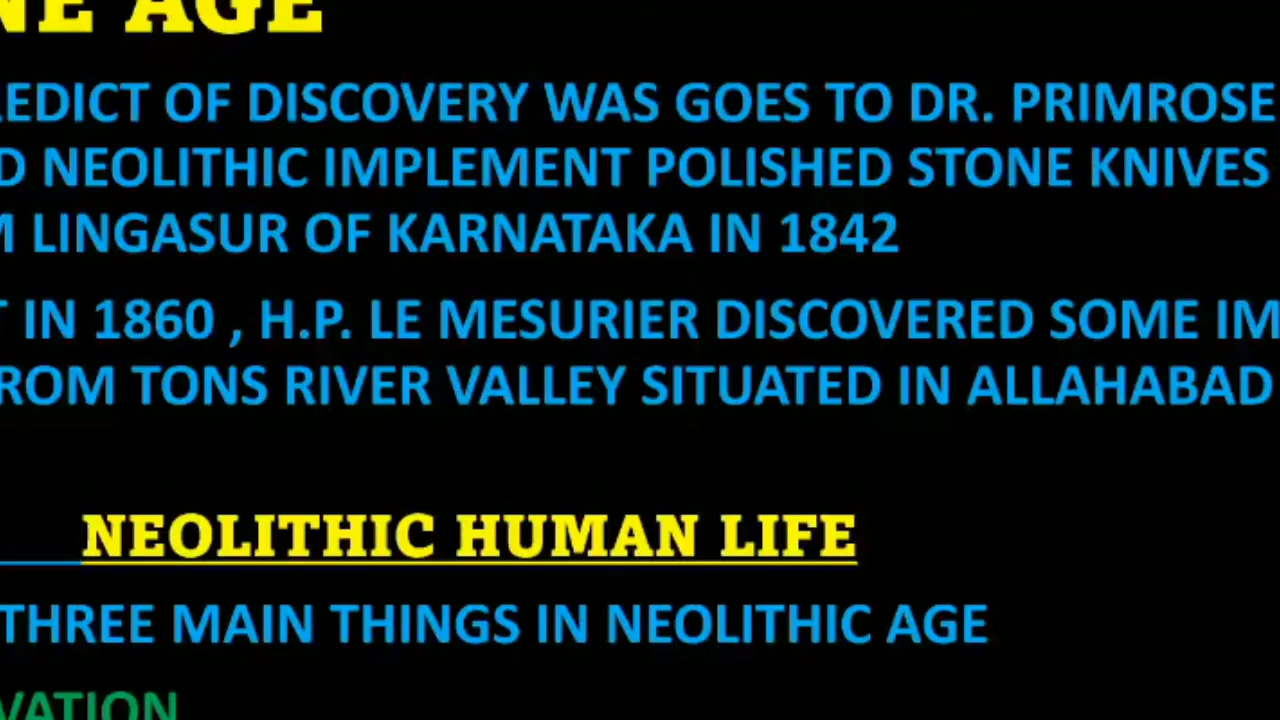 NE AGE
EDICT OF DISCOVERY WAS GOES TO DR. PRIMROSE
D NEOLITHIC IMPLEMENT POLISHED STONE KNIVES
M LINGASUR OF KARNATAKA IN 1842
T IN 1860 , H.P. LE MESURIER DISCOVERED SOME IM
ROM TONS RIVER VALLEY SITUATED IN ALLAHABAD
NEOLITHIC HUMAN LIFE
THREE MAIN THINGS IN NEOLITHIC AGE
VATION